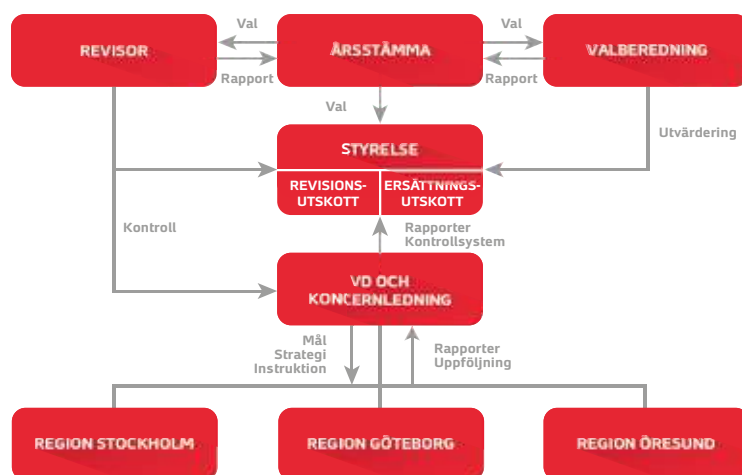 Val
Val
REVISOR
ÅRSSTÄMMA
VALBEREDNING
Rapport
Rapport
Val
Utvärdering
STYRELSE
REVISIONS-
UTSKOTT
ERSÄTTNINGS-
UTSKOTT
Kontroll
Rapporter
Kontrollsystem
VD OCH
KONCERNLEDNING
Mål
Strategi
Instruktion
Rapporter
Uppföljning
REGION STOCKHOLM
REGION GÖTEBORG
REGION ÖRESUND